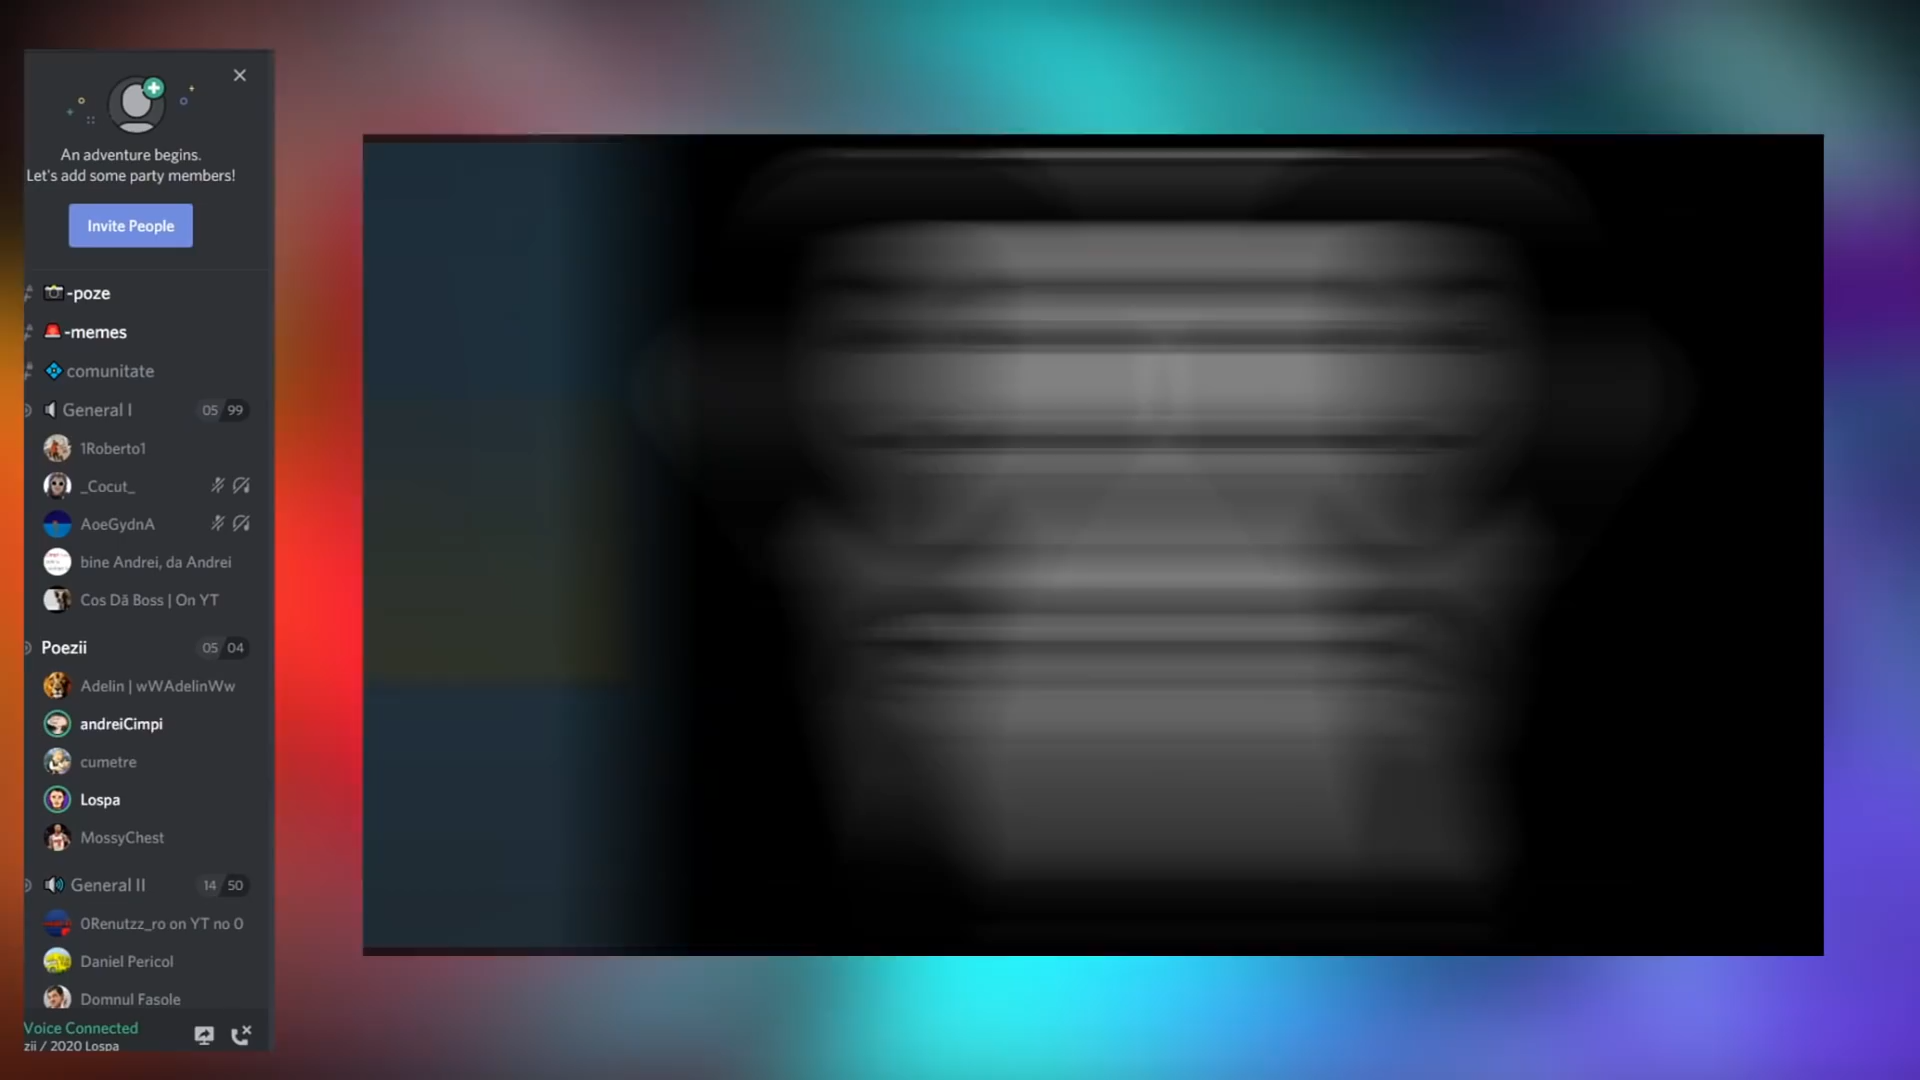 An adventure begins.
Let's add some party members!
Invite People
-poze
-memes
comunitate
General I 05 99
1Roberto1
_Cocut_
AoeGydnA
bine Andrei, da Andrei
Cos Dă Boss | On YT
Poezii 05 04
Adelin | wWAdelinWw
andreiCimpi
cumetre
Lospa
MossyChest
General II 14 50
0Renutzz_ro on YT no 0
Daniel Pericol
Domnul Fasole
Voice Connected
zii / 2020 Lospa